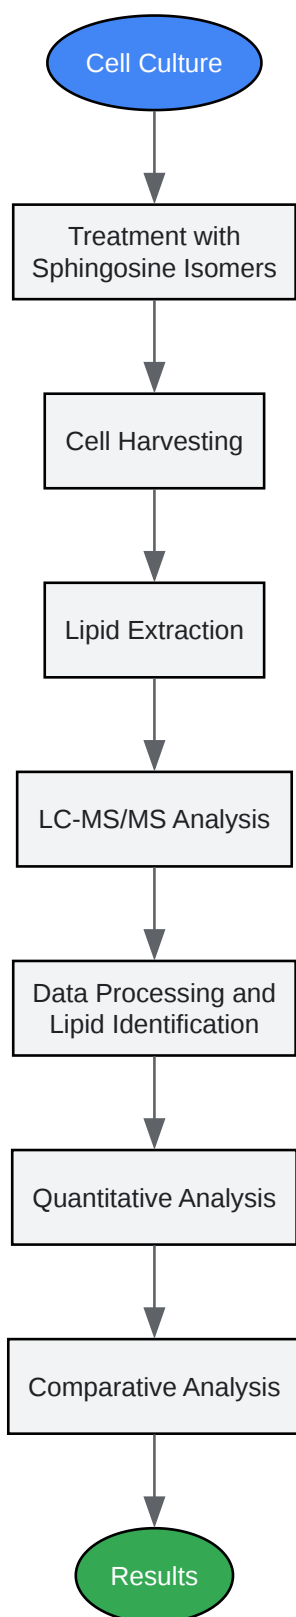 Cell Culture
Treatment with
Sphingosine Isomers
Cell Harvesting
Lipid Extraction
LC-MS/MS Analysis
Data Processing and
Lipid Identification
Quantitative Analysis
Comparative Analysis
Results